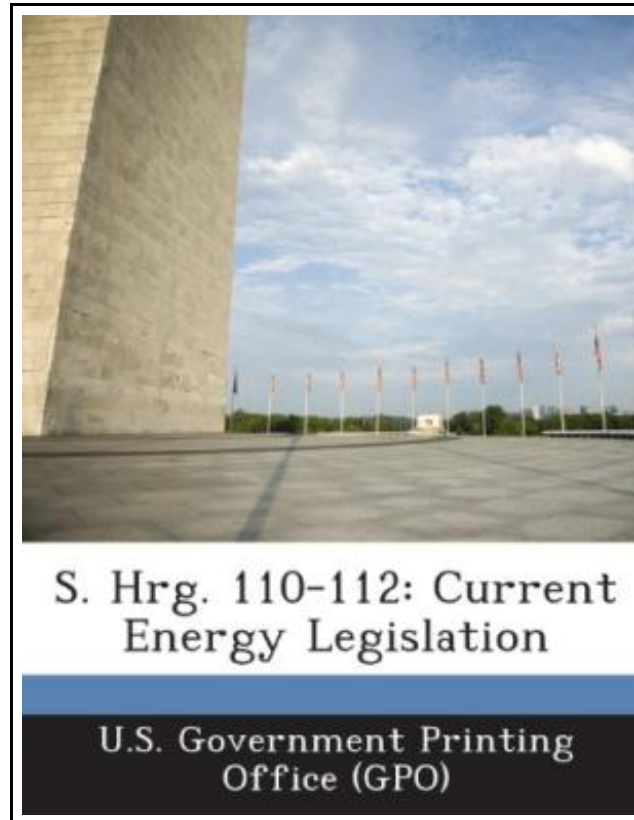 S. Hrg. 110-112: Current
Energy Legislation
U.S. Government Printing
Office (GPO)